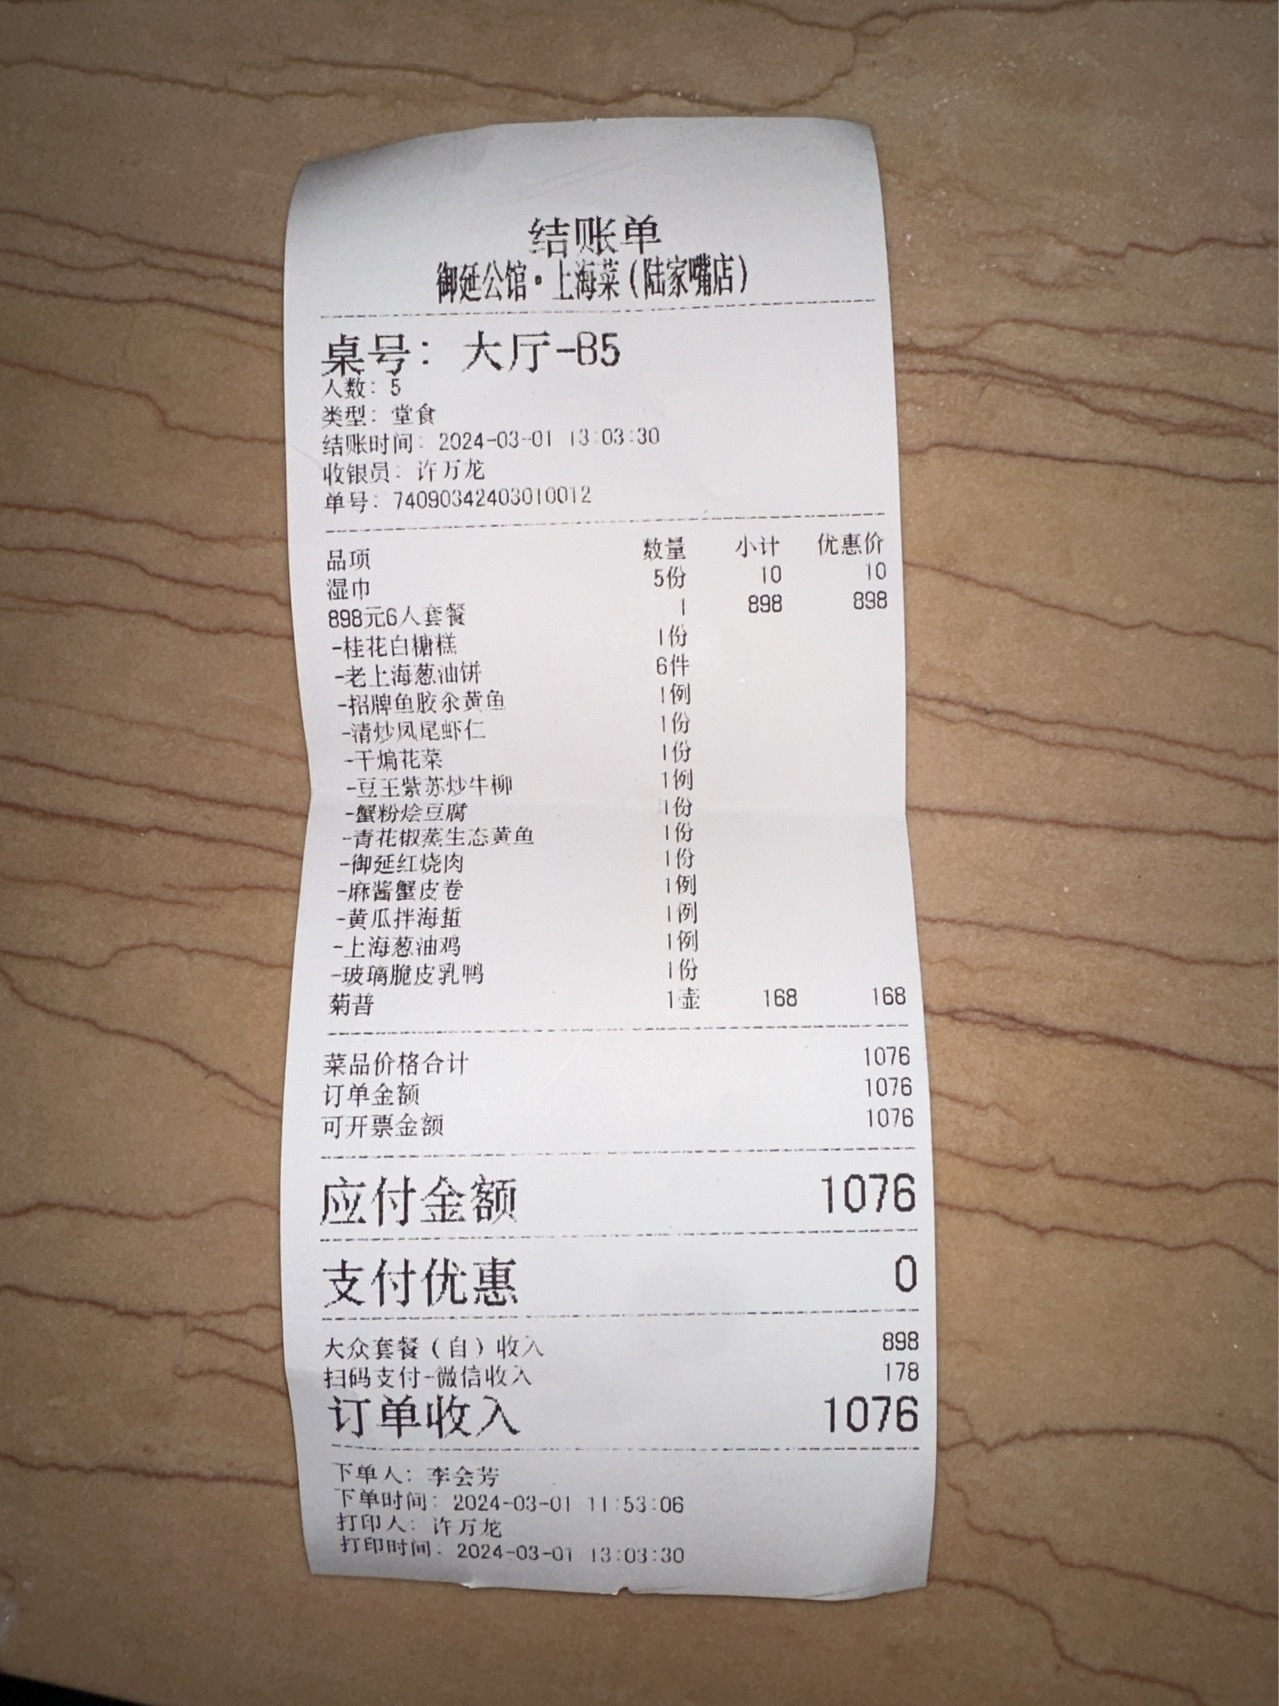 结账单
御延公馆·上海菜(陆家嘴店)
桌号: 大厅-B5
人数: 5
类型: 堂食
结账时间: 2024-03-01 13:03:30
收银员: 许万龙
单号: 74090342403010012
品项 数量 小计 优惠价
湿巾 5份 10 10
898元6人套餐 1 898 898
-桂花白糖糕 1份
-老上海葱油饼 6件
-招牌鱼胶汆黄鱼 1例
-清炒凤尾虾仁 1份
-干煸花菜 1份
-豆王紫苏炒牛柳 1例
-蟹粉烩豆腐 1份
-青花椒蒸生态黄鱼 1份
-御延红烧肉 1份
-麻酱蟹皮卷 1例
-黄瓜拌海蜇 1例
-上海葱油鸡 1例
-玻璃脆皮乳鸭 1份
菊普 1壶 168 168
菜品价格合计 1076
订单金额 1076
可开票金额 1076
应付金额 1076
支付优惠 0
大众套餐(自)收入 898
扫码支付-微信收入 178
订单收入 1076
下单人: 李会芳
下单时间: 2024-03-01 11:53:06
打印人: 许万龙
打印时间: 2024-03-01 13:03:30